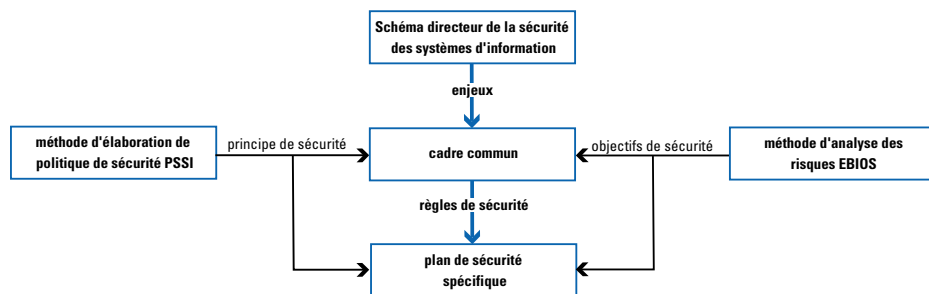 Schéma directeur de la sécurité
des systèmes d'information
enjeux
méthode d'élaboration de
politique de sécurité PSSI
principe de sécurité
cadre commun
objectifs de sécurité
méthode d'analyse des
risques EBIOS
règles de sécurité
plan de sécurité
spécifique